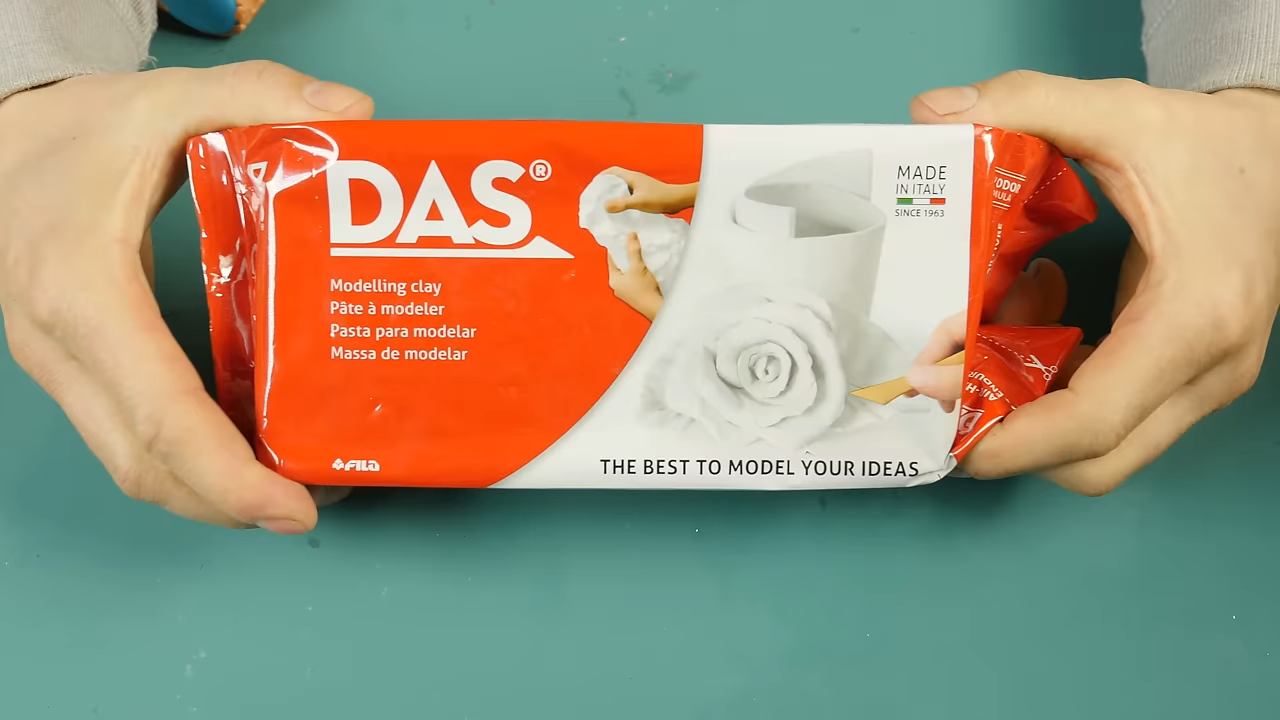 DAS®
Modelling clay
Pâte à modeler
Pasta para modelar
Massa de modelar
FILA
MADE
IN ITALY
SINCE 1963
THE BEST TO MODEL YOUR IDEAS